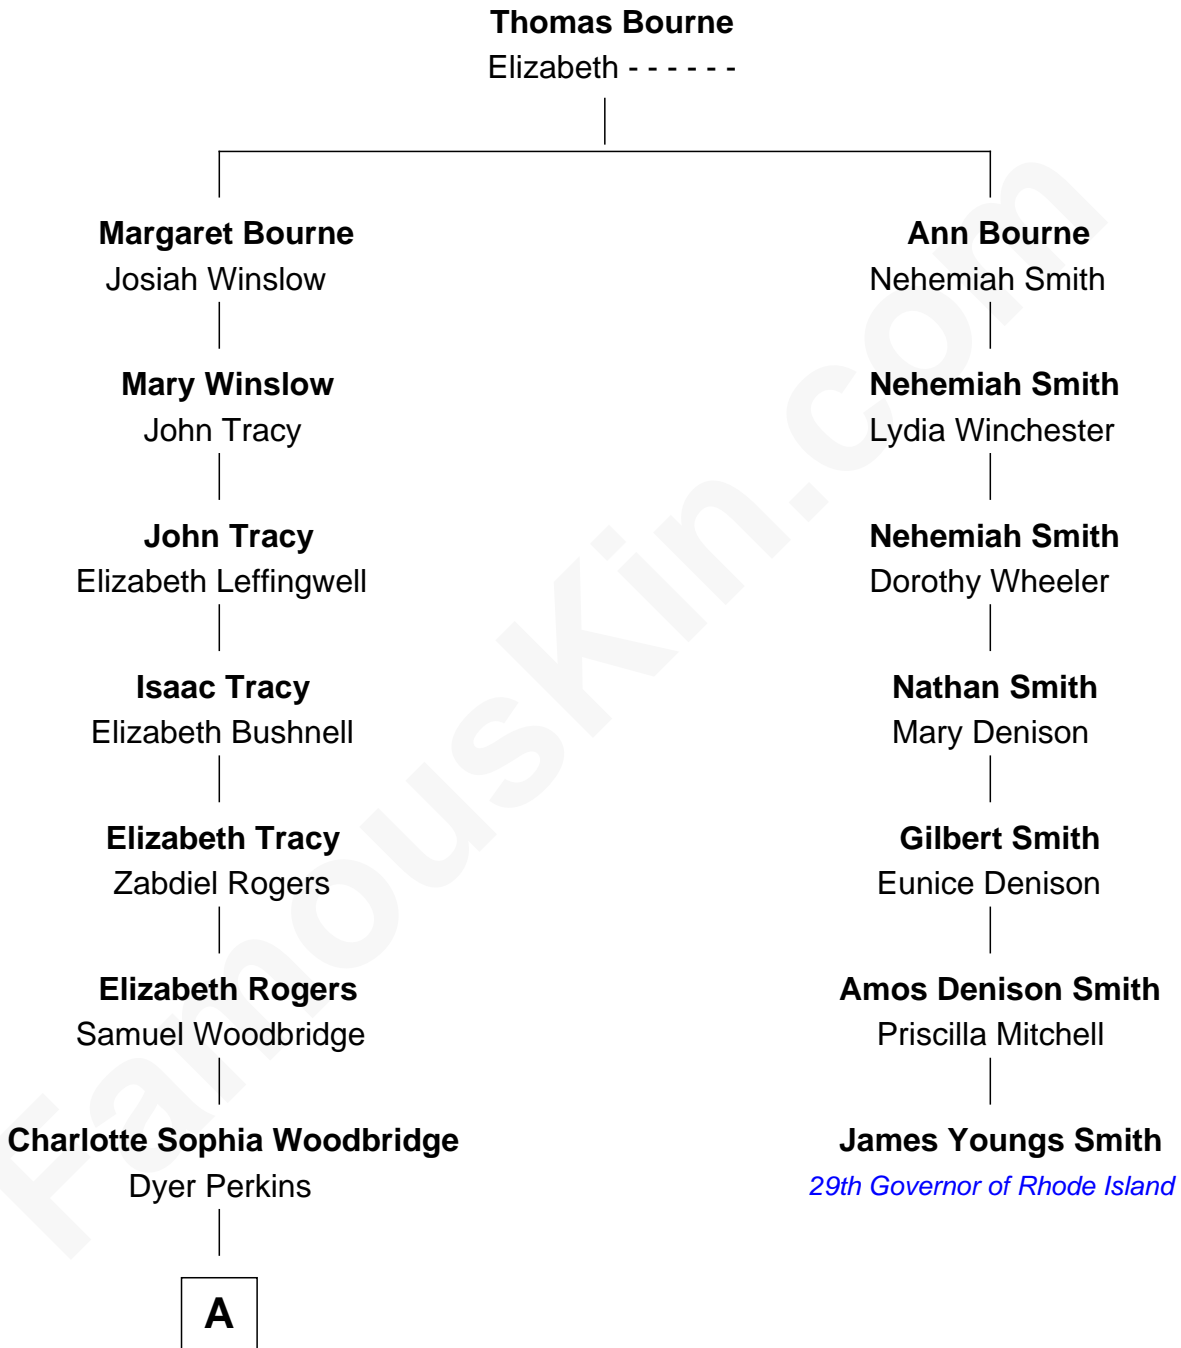 Thomas Bourne
Elizabeth - - - - - -
Margaret Bourne
Josiah Winslow
Mary Winslow
John Tracy
John Tracy
Elizabeth Leffingwell
Isaac Tracy
Elizabeth Bushnell
Elizabeth Tracy
Zabdiel Rogers
Elizabeth Rogers
Samuel Woodbridge
Charlotte Sophia Woodbridge
Dyer Perkins
A
Ann Bourne
Nehemiah Smith
Nehemiah Smith
Lydia Winchester
Nehemiah Smith
Dorothy Wheeler
Nathan Smith
Mary Denison
Gilbert Smith
Eunice Denison
Amos Denison Smith
Priscilla Mitchell
James Youngs Smith
29th Governor of Rhode Island
FamousKin.com